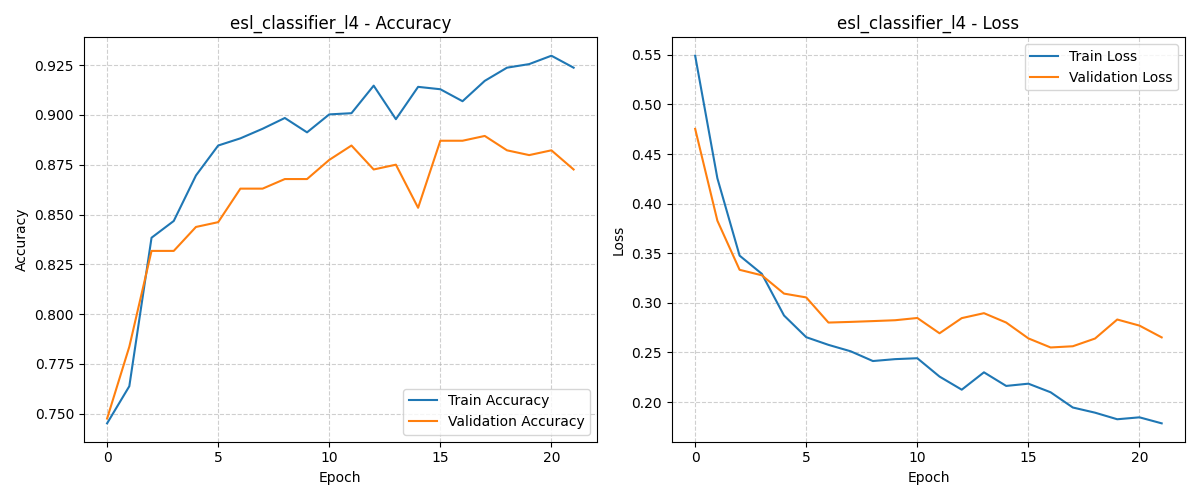 esl_classifier_l4 - Accuracy
0.925
0.900
0.875
0.850
0.825
0.800
0.775
0.750
Accuracy
0 5 10 15 20
Epoch
Train Accuracy
Validation Accuracy
esl_classifier_l4 - Loss
0.55
0.50
0.45
0.40
0.35
0.30
0.25
0.20
Loss
0 5 10 15 20
Epoch
Train Loss
Validation Loss